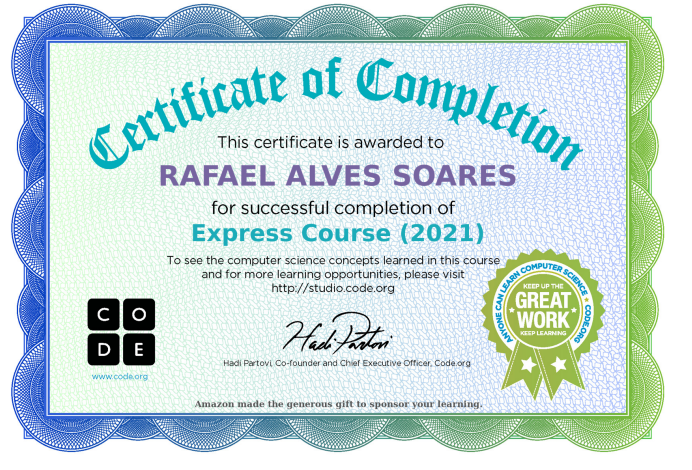 Certificate of Completion
This certificate is awarded to
RAFAEL ALVES SOARES
for successful completion of
Express Course (2021)
To see the computer science concepts learned in this course
and for more learning opportunities, please visit
http://studio.code.org
C O
D E
www.code.org
Hadi Partovi
Hadi Partovi, Co-founder and Chief Executive Officer, Code.org
ANYONE CAN LEARN COMPUTER SCIENCE • CODE.ORG
KEEP UP THE
GREAT
WORK
KEEP LEARNING
Amazon made the generous gift to sponsor your learning.